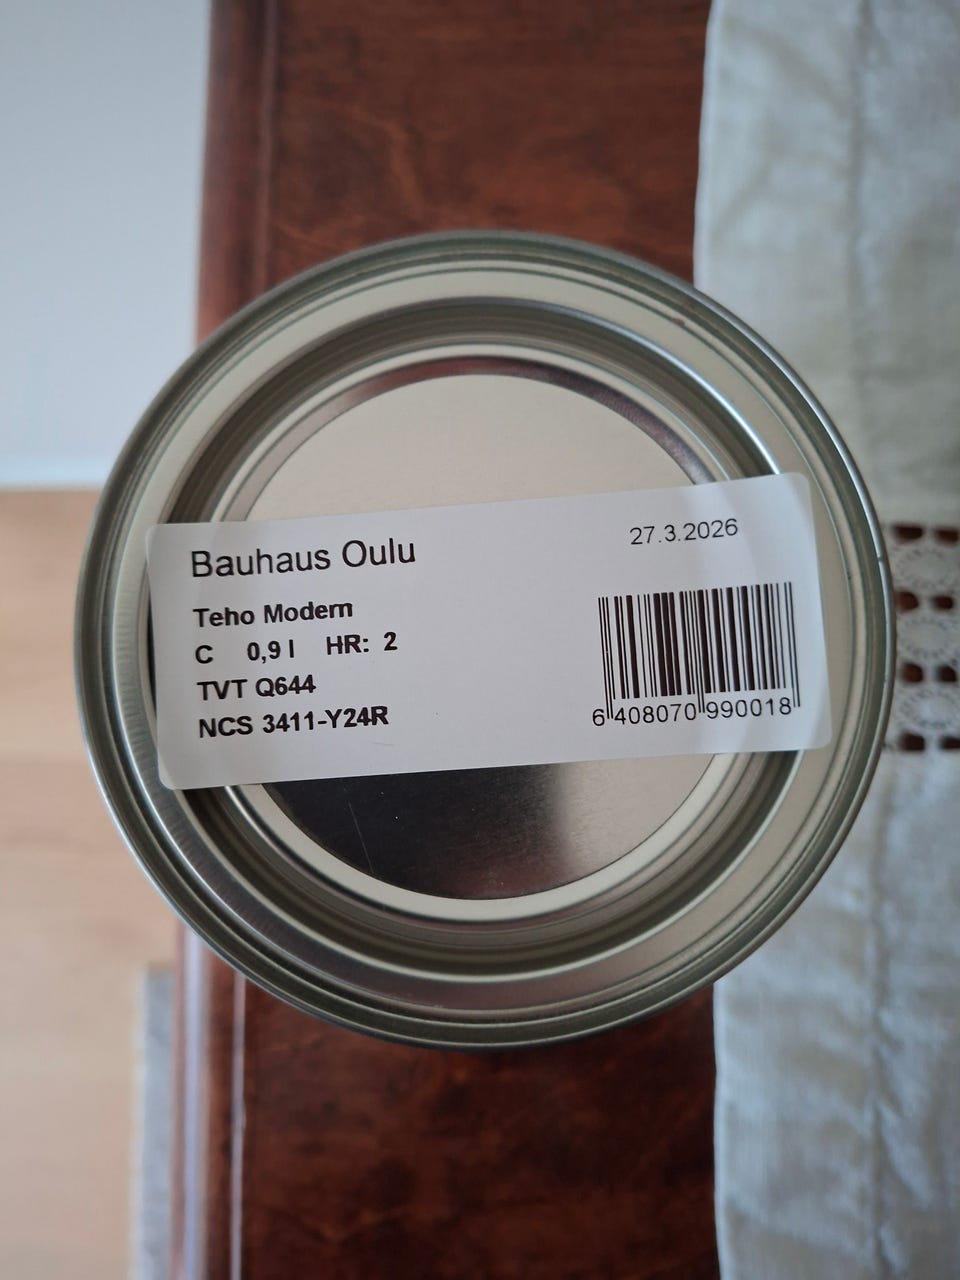 Bauhaus Oulu
27.3.2026
Teho Modern
C 0,9 l HR: 2
TVT Q644
NCS 3411-Y24R
6 408070 990018